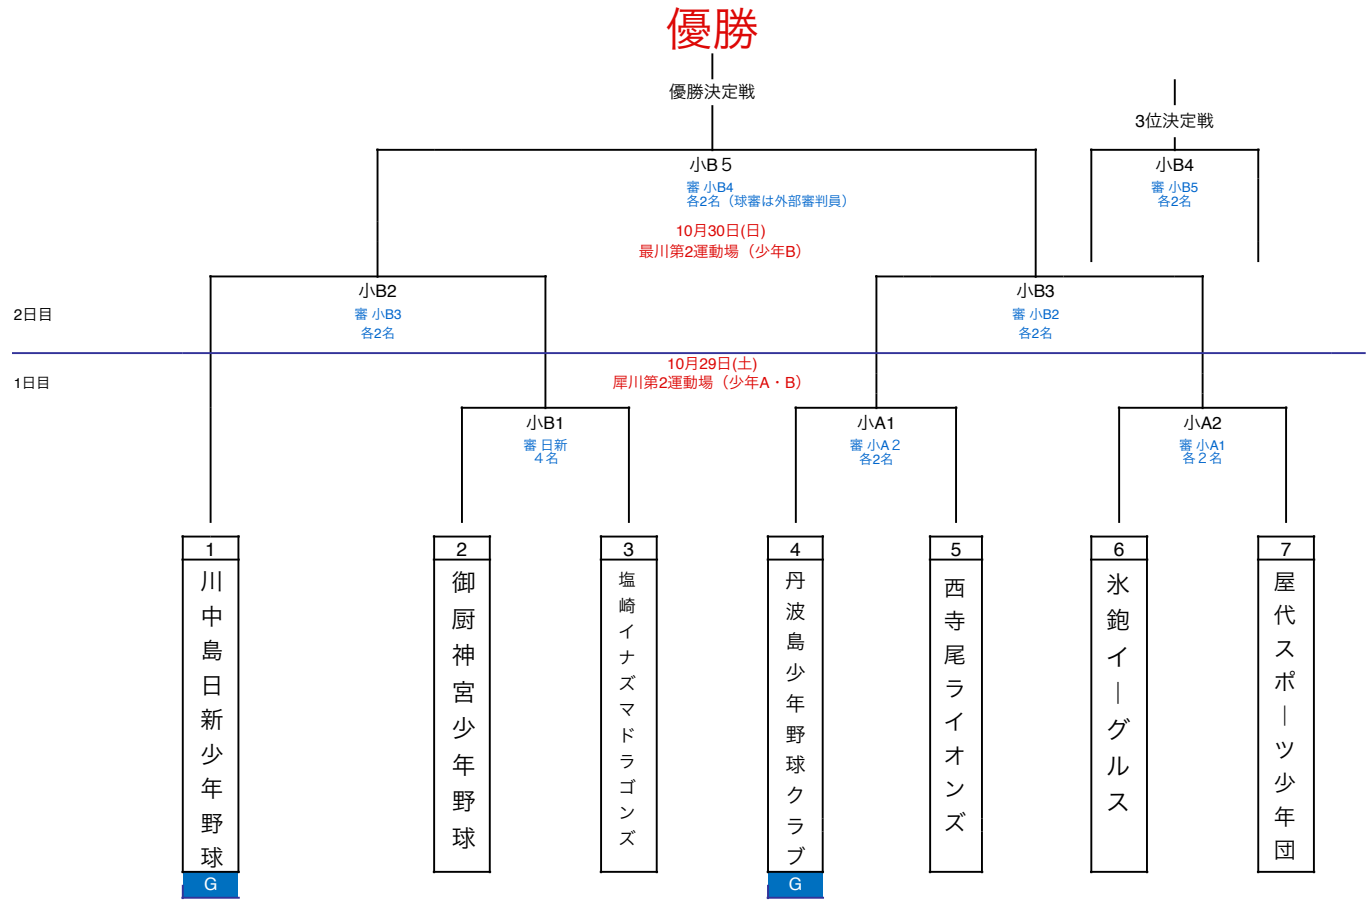 優勝
優勝決定戦
3位決定戦
小B５
小B4
審 小B4
各2名（球審は外部審判員）
審 小B5
各2名
10月30日(日)
最川第2運動場（少年B）
小B2
小B3
審 小B3
各2名
審 小B2
各2名
2日目
10月29日(土)
犀川第2運動場（少年A・B）
1日目
小B1
小A1
小A2
審 日新
４名
審 小A２
各2名
審 小A1
各２名
1
2
3
4
5
6
7
川中島日新少年野球
御厨神宮少年野球
塩崎イナズマドラゴンズ
丹波島少年野球クラブ
西寺尾ライオンズ
氷鉋イーグルス
屋代スポーツ少年団
G
G